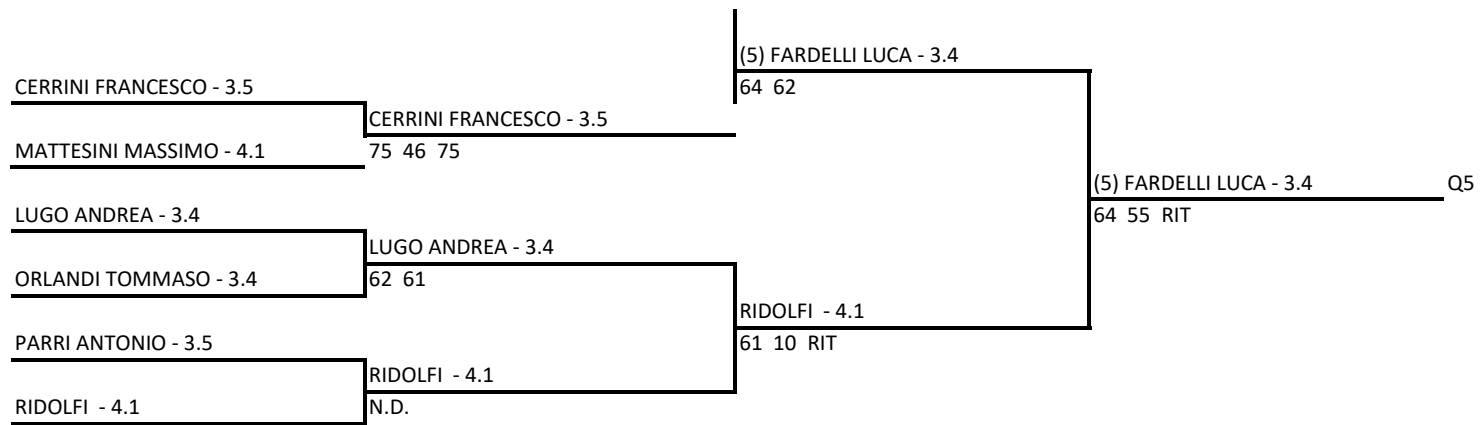 (5) FARDELLI LUCA - 3.4
CERRINI FRANCESCO - 3.5
64 62
CERRINI FRANCESCO - 3.5
MATTESINI MASSIMO - 4.1
75 46 75
(5) FARDELLI LUCA - 3.4
Q5
LUGO ANDREA - 3.4
64 55 RIT
LUGO ANDREA - 3.4
ORLANDI TOMMASO - 3.4
62 61
RIDOLFI - 4.1
PARRI ANTONIO - 3.5
61 10 RIT
RIDOLFI - 4.1
RIDOLFI - 4.1
N.D.